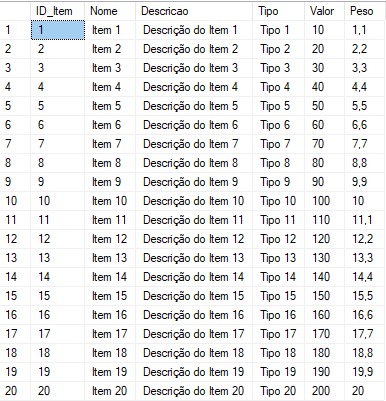 ID_Item Nome Descricao Tipo Valor Peso
1 1 Item 1 Descrição do Item 1 Tipo 1 10 1,1
2 2 Item 2 Descrição do Item 2 Tipo 2 20 2,2
3 3 Item 3 Descrição do Item 3 Tipo 3 30 3,3
4 4 Item 4 Descrição do Item 4 Tipo 4 40 4,4
5 5 Item 5 Descrição do Item 5 Tipo 5 50 5,5
6 6 Item 6 Descrição do Item 6 Tipo 6 60 6,6
7 7 Item 7 Descrição do Item 7 Tipo 7 70 7,7
8 8 Item 8 Descrição do Item 8 Tipo 8 80 8,8
9 9 Item 9 Descrição do Item 9 Tipo 9 90 9,9
10 10 Item 10 Descrição do Item 10 Tipo 10 100 10
11 11 Item 11 Descrição do Item 11 Tipo 11 110 11,1
12 12 Item 12 Descrição do Item 12 Tipo 12 120 12,2
13 13 Item 13 Descrição do Item 13 Tipo 13 130 13,3
14 14 Item 14 Descrição do Item 14 Tipo 14 140 14,4
15 15 Item 15 Descrição do Item 15 Tipo 15 150 15,5
16 16 Item 16 Descrição do Item 16 Tipo 16 160 16,6
17 17 Item 17 Descrição do Item 17 Tipo 17 170 17,7
18 18 Item 18 Descrição do Item 18 Tipo 18 180 18,8
19 19 Item 19 Descrição do Item 19 Tipo 19 190 19,9
20 20 Item 20 Descrição do Item 20 Tipo 20 200 20